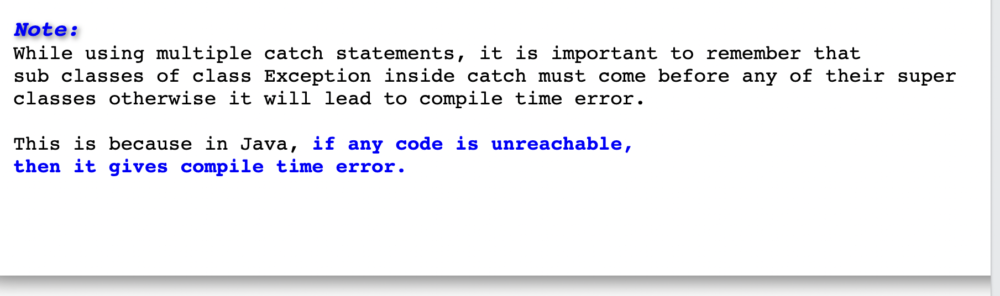 Note:
While using multiple catch statements, it is important to remember that
sub classes of class Exception inside catch must come before any of their super
classes otherwise it will lead to compile time error.
This is because in Java, if any code is unreachable,
then it gives compile time error.